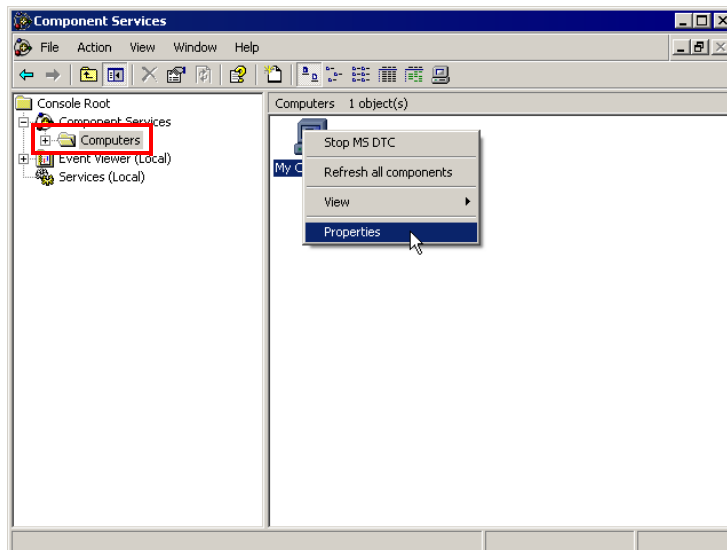 Component Services
File Action View Window Help
Console Root
Component Services
Computers
Event Viewer (Local)
Services (Local)
Computers 1 object(s)
My C
Stop MS DTC
Refresh all components
View
Properties